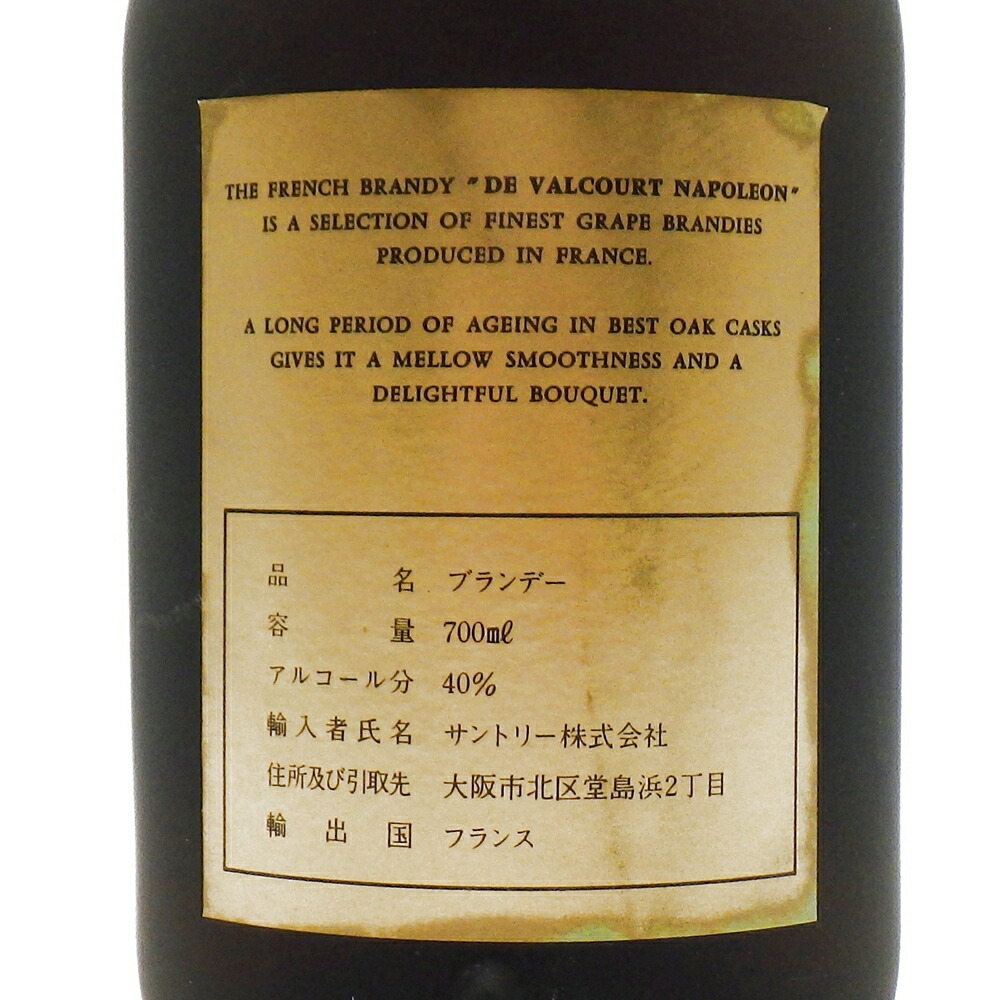 THE FRENCH BRANDY "DE VALCOURT NAPOLEON"
IS A SELECTION OF FINEST GRAPE BRANDIES
PRODUCED IN FRANCE.
A LONG PERIOD OF AGEING IN BEST OAK CASKS
GIVES IT A MELLOW SMOOTHNESS AND A
DELIGHTFUL BOUQUET.
品名 ブランデー
容量 700㎖
アルコール分 40%
輸入者氏名 サントリー株式会社
住所及び引取先 大阪市北区堂島浜2丁目
輸出国 フランス